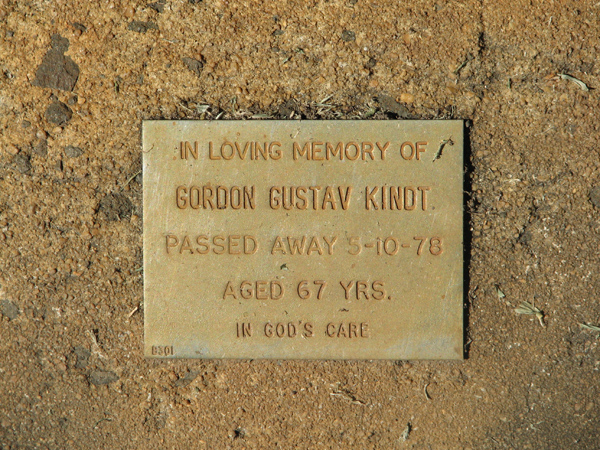 IN LOVING MEMORY OF
GORDON GUSTAV KINDT.
PASSED AWAY 5-10-78
AGED 67 YRS.
IN GOD'S CARE
B301